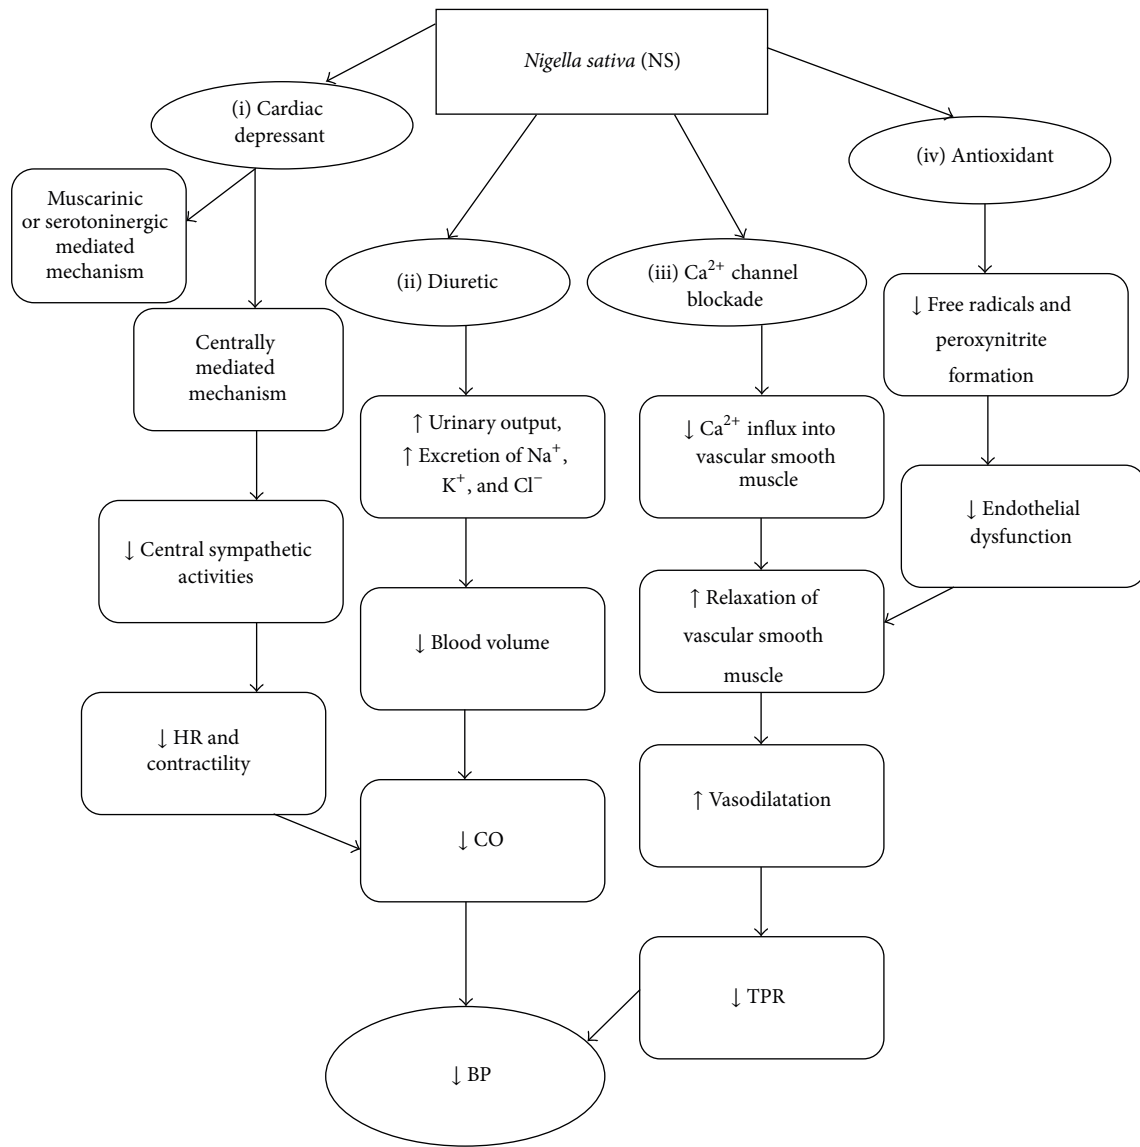 Nigella sativa (NS)
(i) Cardiac
depressant
(iv) Antioxidant
Muscarinic
or serotoninergic
mediated
mechanism
(ii) Diuretic
(iii) Ca²⁺ channel
blockade
↓ Free radicals and
peroxynitrite
formation
Centrally
mediated
mechanism
↑ Urinary output,
↑ Excretion of Na⁺,
K⁺, and Cl⁻
↓ Ca²⁺ influx into
vascular smooth
muscle
↓ Endothelial
dysfunction
↓ Central sympathetic
activities
↓ Blood volume
↑ Relaxation of
vascular smooth
muscle
↓ HR and
contractility
↓ CO
↑ Vasodilatation
↓ TPR
↓ BP